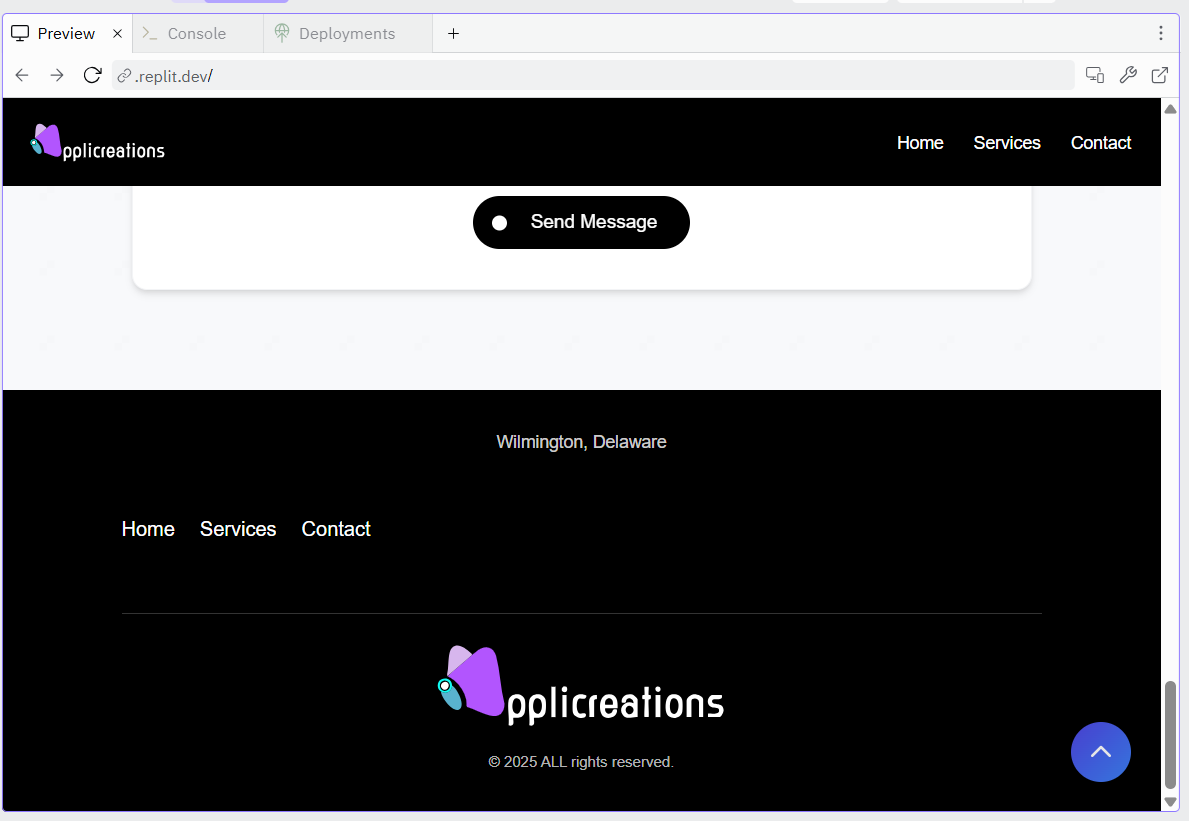 Preview
Console
Deployments
.replit.dev/
pplicreations
Home
Services
Contact
Send Message
Wilmington, Delaware
Home
Services
Contact
pplicreations
© 2025 ALL rights reserved.